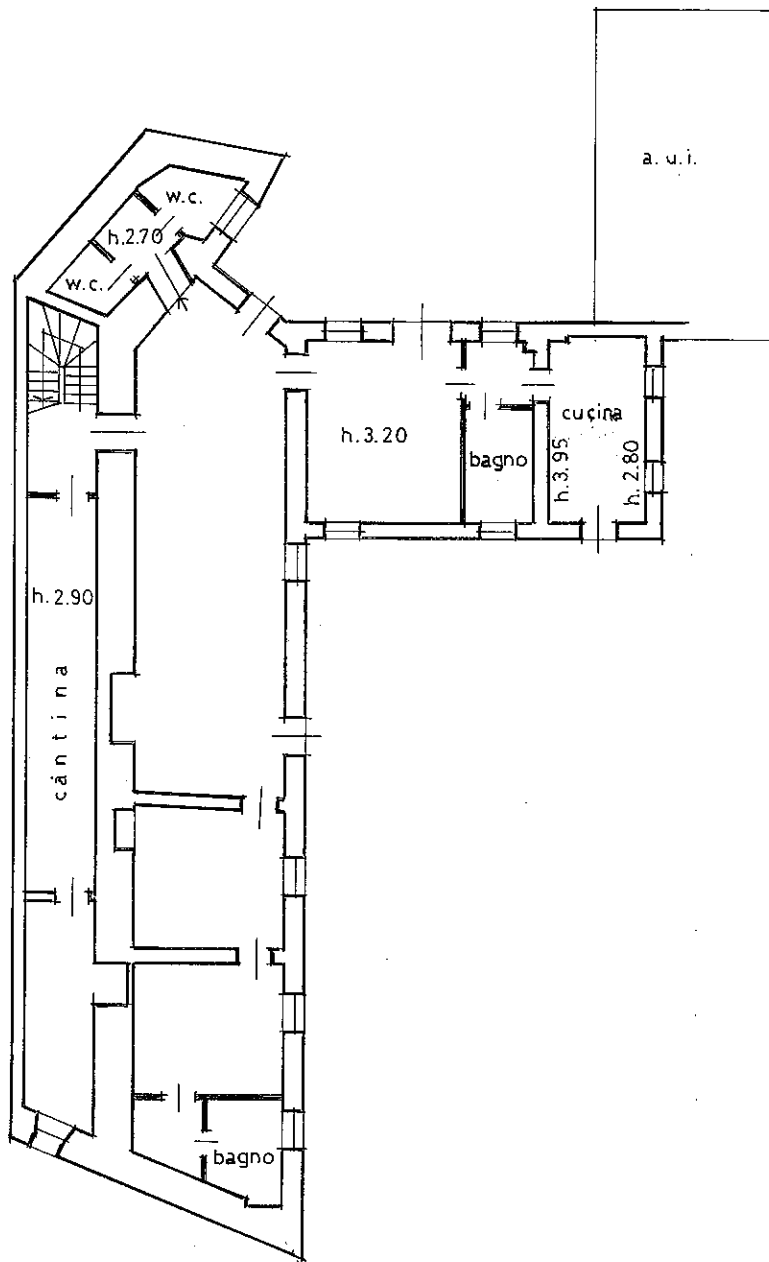 a. u. i.
w.c.
h.2.70
w.c.
cucina
h. 3.20
bagno
h. 3.95
h. 2.80
h. 2.90
cantina
bagno